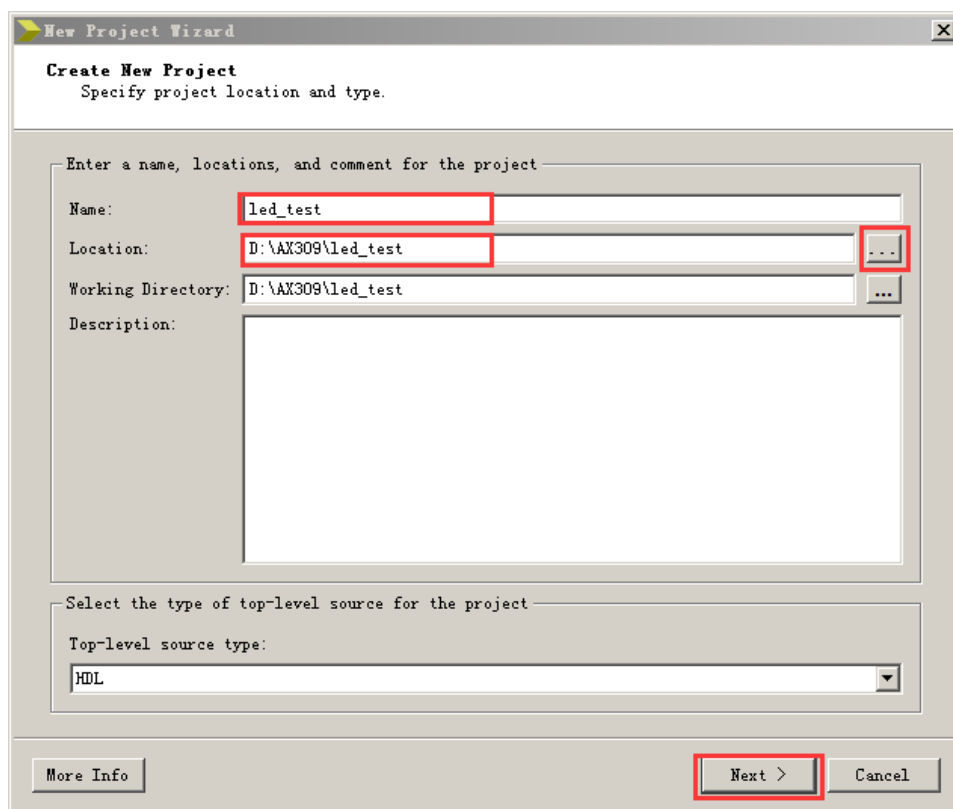 New Project Wizard
Create New Project
Specify project location and type.
Enter a name, locations, and comment for the project
Name: led_test
Location: D:\AX309\led_test ...
Working Directory: D:\AX309\led_test ...
Description:
Select the type of top-level source for the project
Top-level source type:
HDL
More Info Next > Cancel